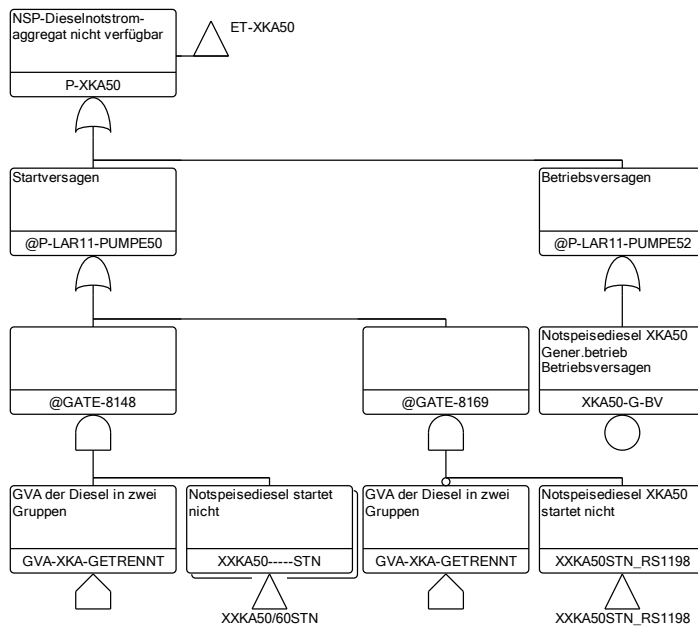 NSP-Dieselnotstrom-
aggregat nicht verfügbar
P-XKA50
ET-XKA50
Startversagen
@P-LAR11-PUMPE50
Betriebsversagen
@P-LAR11-PUMPE52
@GATE-8148
@GATE-8169
Notspeisediesel XKA50
Gener.betrieb
Betriebsversagen
XKA50-G-BV
GVA der Diesel in zwei
Gruppen
GVA-XKA-GETRENNT
Notspeisediesel startet
nicht
XXKA50-----STN
XXKA50/60STN
GVA der Diesel in zwei
Gruppen
GVA-XKA-GETRENNT
Notspeisediesel XKA50
startet nicht
XXKA50STN_RS1198
XXKA50STN_RS1198